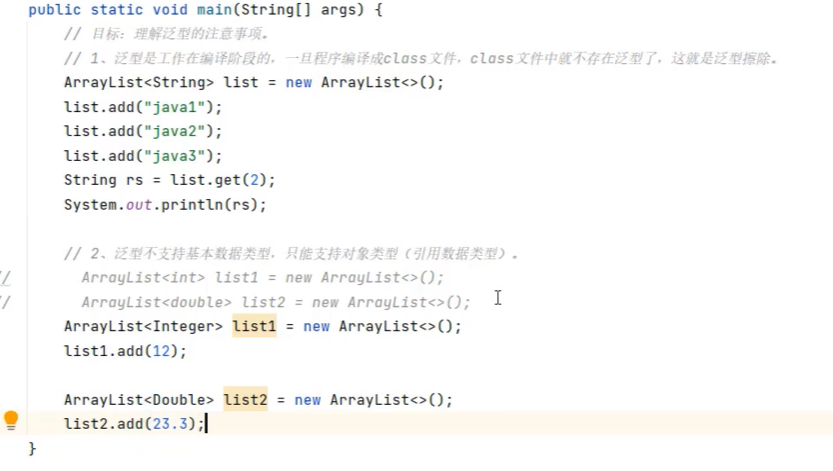 public static void main(String[] args) {
// 目标：理解泛型的注意事项。
// 1、泛型是工作在编译阶段的，一旦程序编译成class文件，class文件中就不存在泛型了，这就是泛型擦除。
ArrayList<String> list = new ArrayList<>();
list.add("java1");
list.add("java2");
list.add("java3");
String rs = list.get(2);
System.out.println(rs);
// 2、泛型不支持基本数据类型，只能支持对象类型（引用数据类型）。
// ArrayList<int> list1 = new ArrayList<>();
// ArrayList<double> list2 = new ArrayList<>();
ArrayList<Integer> list1 = new ArrayList<>();
list1.add(12);
ArrayList<Double> list2 = new ArrayList<>();
list2.add(23.3);
}